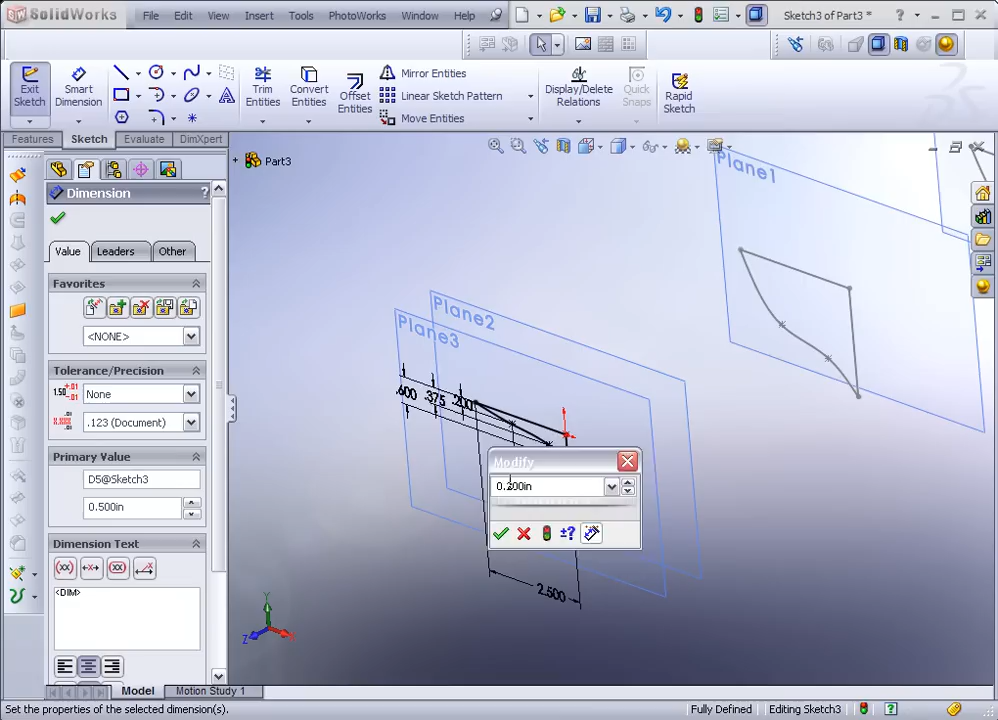 SolidWorks File Edit View Insert Tools PhotoWorks Window Help Sketch3 of Part3 *
Exit Sketch
Smart Dimension
Trim Entities
Convert Entities
Offset Entities
Mirror Entities
Linear Sketch Pattern
Move Entities
Display/Delete Relations
Quick Snaps
Rapid Sketch
Features Sketch Evaluate DimXpert
Part3
Dimension ?
Value Leaders Other
Favorites
<NONE>
Tolerance/Precision
None
.123 (Document)
Primary Value
D5@Sketch3
0.500in
Dimension Text
<DIM>
Plane1
Plane2
Plane3
.600 .375 .200
Modify
0.200in
2.500
Y
Z
Model Motion Study 1
Set the properties of the selected dimension(s). Fully Defined Editing Sketch3